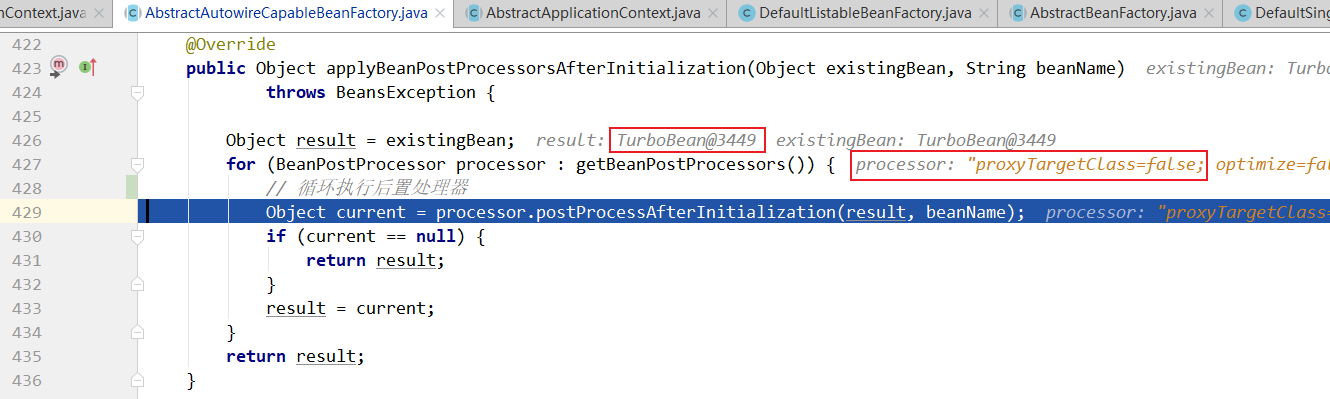 nContext.java AbstractAutowireCapableBeanFactory.java AbstractApplicationContext.java DefaultListableBeanFactory.java AbstractBeanFactory.java DefaultSing
422 @Override
423 public Object applyBeanPostProcessorsAfterInitialization(Object existingBean, String beanName) existingBean: Turbo
424 throws BeansException {
425
426 Object result = existingBean; result: TurboBean@3449 existingBean: TurboBean@3449
427 for (BeanPostProcessor processor : getBeanPostProcessors()) { processor: "proxyTargetClass=false; optimize=fal
428 // 循环执行后置处理器
429 Object current = processor.postProcessAfterInitialization(result, beanName); processor: "proxyTargetClass=
430 if (current == null) {
431 return result;
432 }
433 result = current;
434 }
435 return result;
436 }